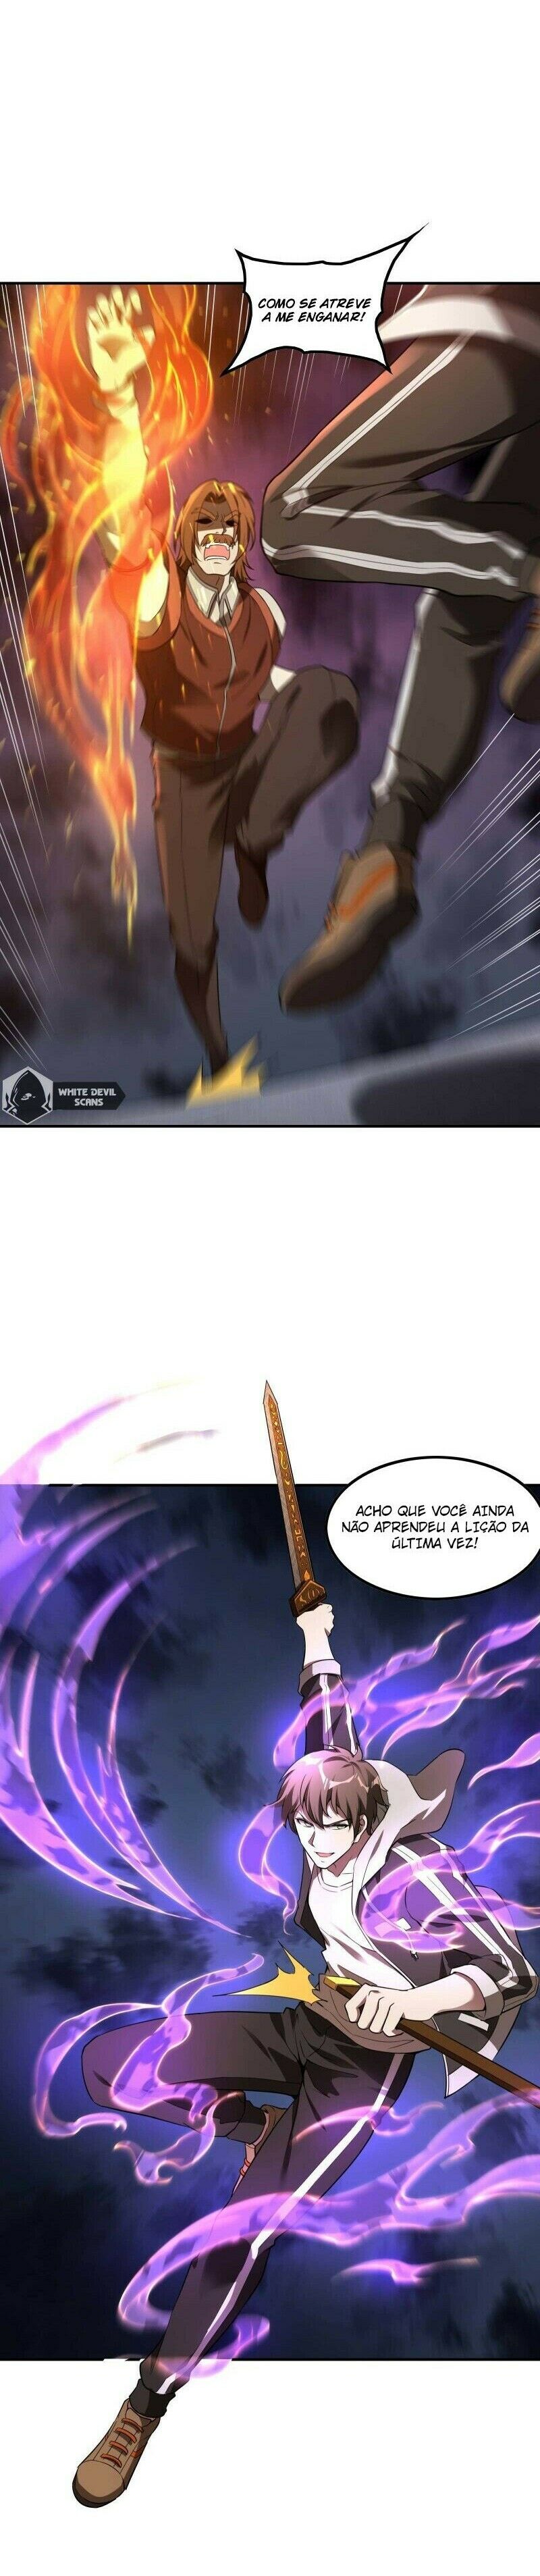 COMO SE ATREVE
A ME ENGANAR!
WHITE DEVIL
SCANS
ACHO QUE VOCÊ AINDA
NÃO APRENDEU A LIÇÃO DA
ÚLTIMA VEZ!